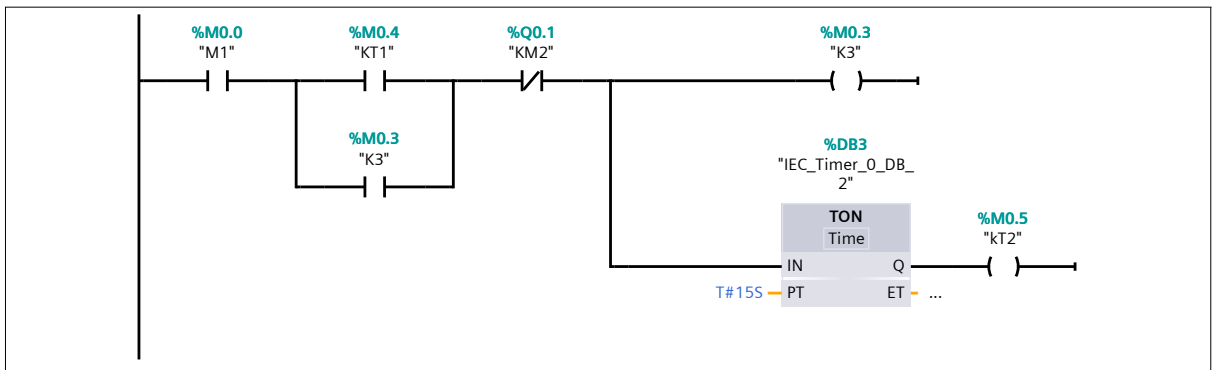 %M0.0 %M0.4 %Q0.1 %M0.3
"M1" "KT1" "KM2" "K3"
%M0.3
"K3"
%DB3
"IEC_Timer_0_DB_
2"
TON
Time
%M0.5
"kT2"
IN Q
T#15S PT ET ...